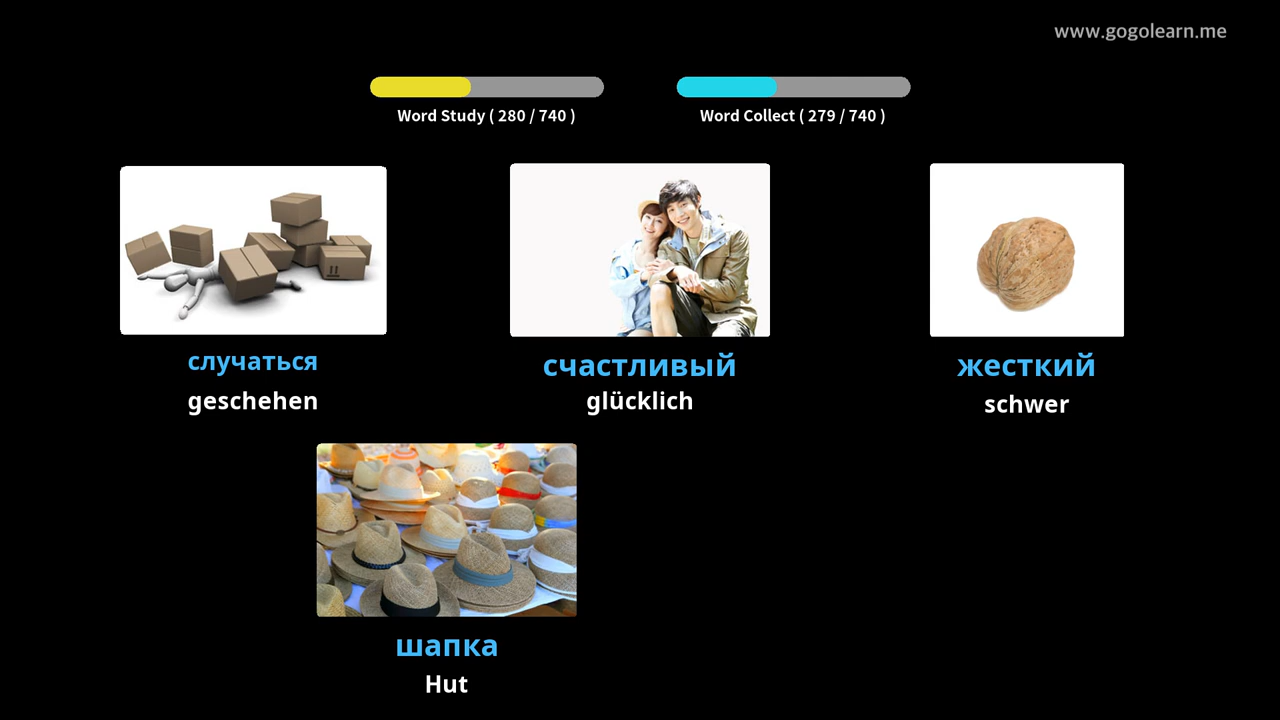 www.gogolearn.me
Word Study ( 280 / 740 )
Word Collect ( 279 / 740 )
случаться
geschehen
счастливый
glücklich
жесткий
schwer
шапка
Hut